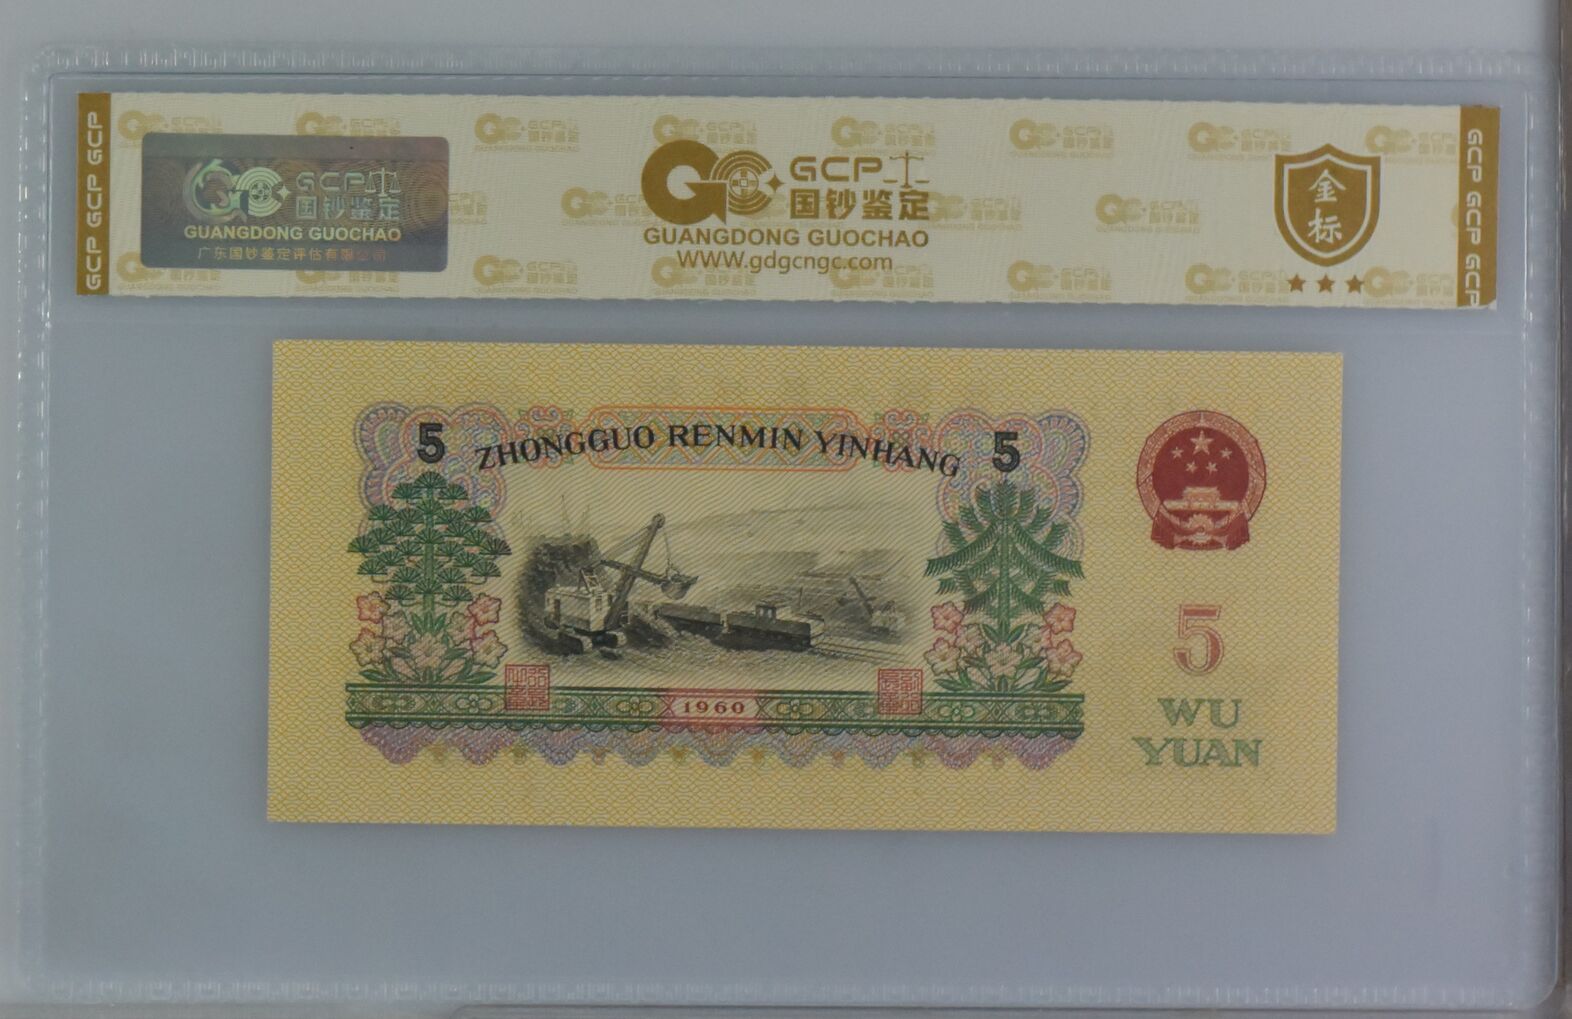 GCP GCP GCP
GCP
国钞鉴定
GUANGDONG GUOCHAO
广东国钞鉴定评估有限公司
GCP
国钞鉴定
GUANGDONG GUOCHAO
WWW.gdgcngc.com
金标
GCP GCP GCP
5 ZHONGGUO RENMIN YINHANG 5
1960
5
WU
YUAN